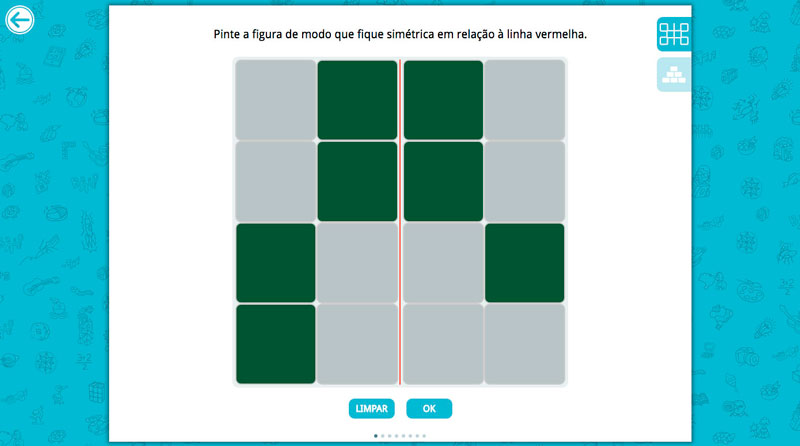 Pinte a figura de modo que fique simétrica em relação à linha vermelha.
LIMPAR
OK